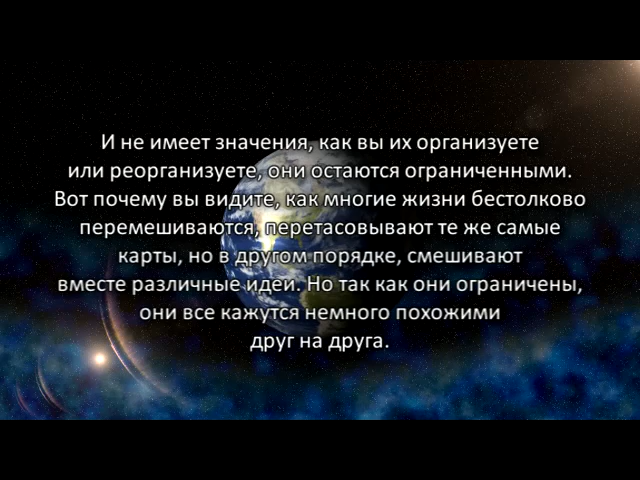 И не имеет значения, как вы их организуете
или реорганизуете, они остаются ограниченными.
Вот почему вы видите, как многие жизни бестолково
перемешиваются, перетасовывают те же самые
карты, но в другом порядке, смешивают
вместе различные идеи. Но так как они ограничены,
они все кажутся немного похожими
друг на друга.